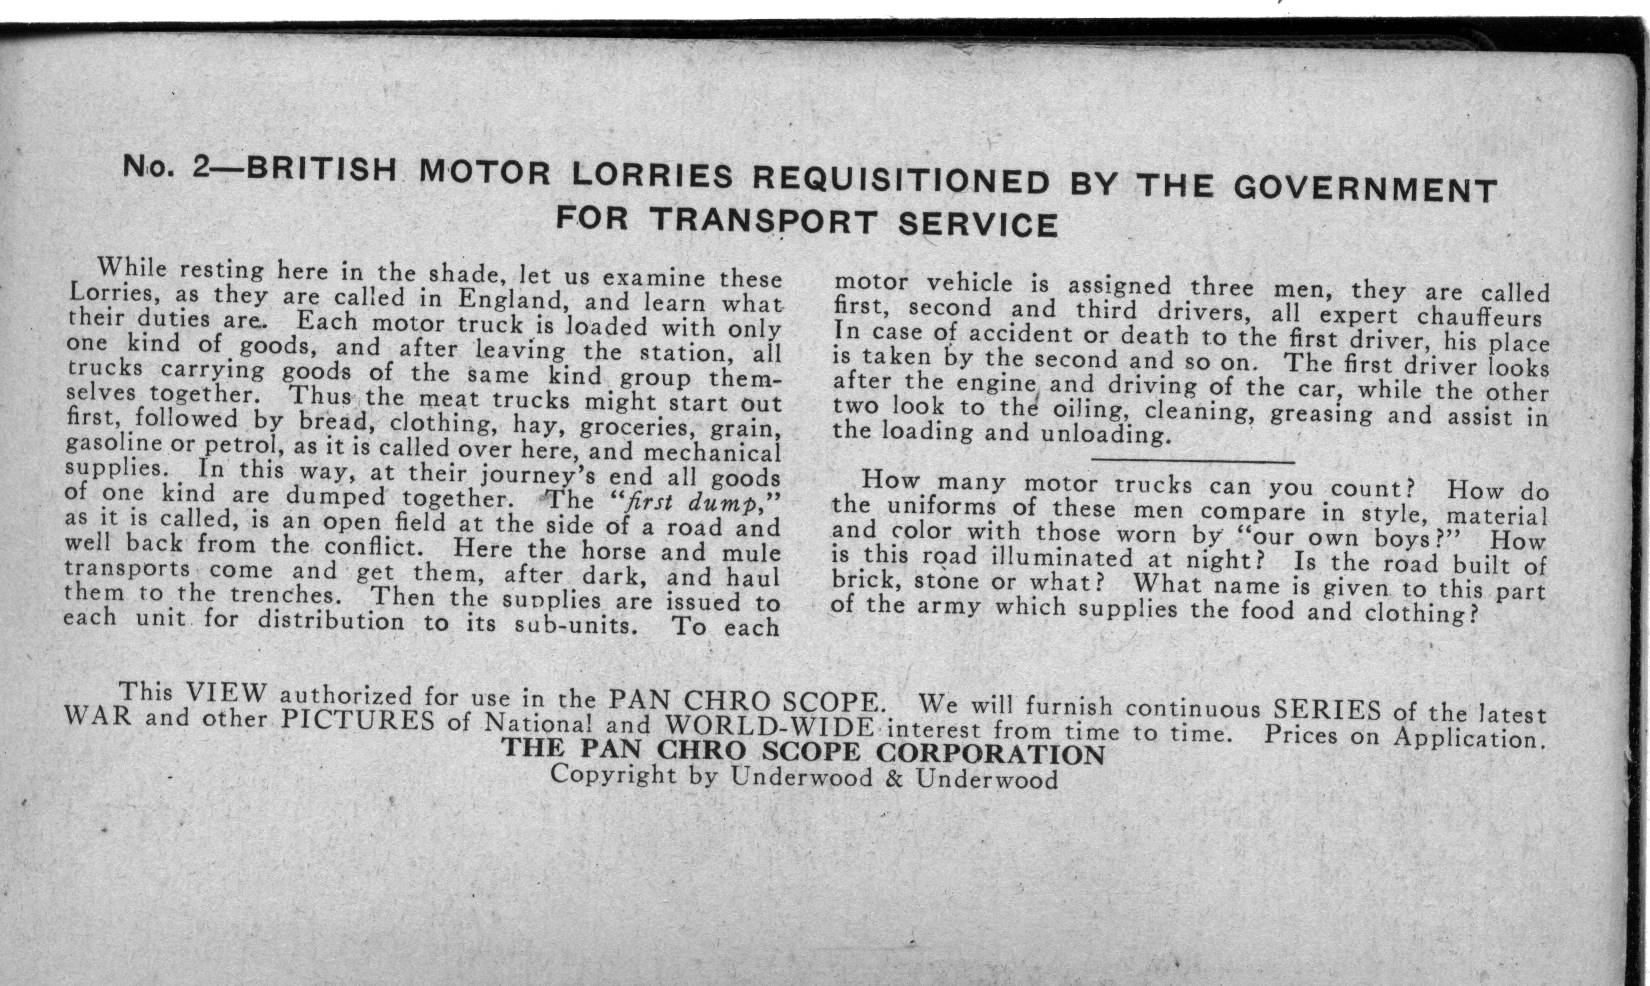 No. 2—BRITISH MOTOR LORRIES REQUISITIONED BY THE GOVERNMENT
FOR TRANSPORT SERVICE
While resting here in the shade, let us examine these
Lorries, as they are called in England, and learn what
their duties are. Each motor truck is loaded with only
one kind of goods, and after leaving the station, all
trucks carrying goods of the same kind group them-
selves together. Thus the meat trucks might start out
first, followed by bread, clothing, hay, groceries, grain,
gasoline or petrol, as it is called over here, and mechanical
supplies. In this way, at their journey's end all goods
of one kind are dumped together. The "first dump,"
as it is called, is an open field at the side of a road and
well back from the conflict. Here the horse and mule
transports come and get them, after dark, and haul
them to the trenches. Then the supplies are issued to
each unit for distribution to its sub-units. To each
motor vehicle is assigned three men, they are called
first, second and third drivers, all expert chauffeurs
In case of accident or death to the first driver, his place
is taken by the second and so on. The first driver looks
after the engine and driving of the car, while the other
two look to the oiling, cleaning, greasing and assist in
the loading and unloading.
How many motor trucks can you count? How do
the uniforms of these men compare in style, material
and color with those worn by "our own boys?" How
is this road illuminated at night? Is the road built of
brick, stone or what? What name is given to this part
of the army which supplies the food and clothing?
This VIEW authorized for use in the PAN CHRO SCOPE. We will furnish continuous SERIES of the latest
WAR and other PICTURES of National and WORLD-WIDE interest from time to time. Prices on Application.
THE PAN CHRO SCOPE CORPORATION
Copyright by Underwood & Underwood